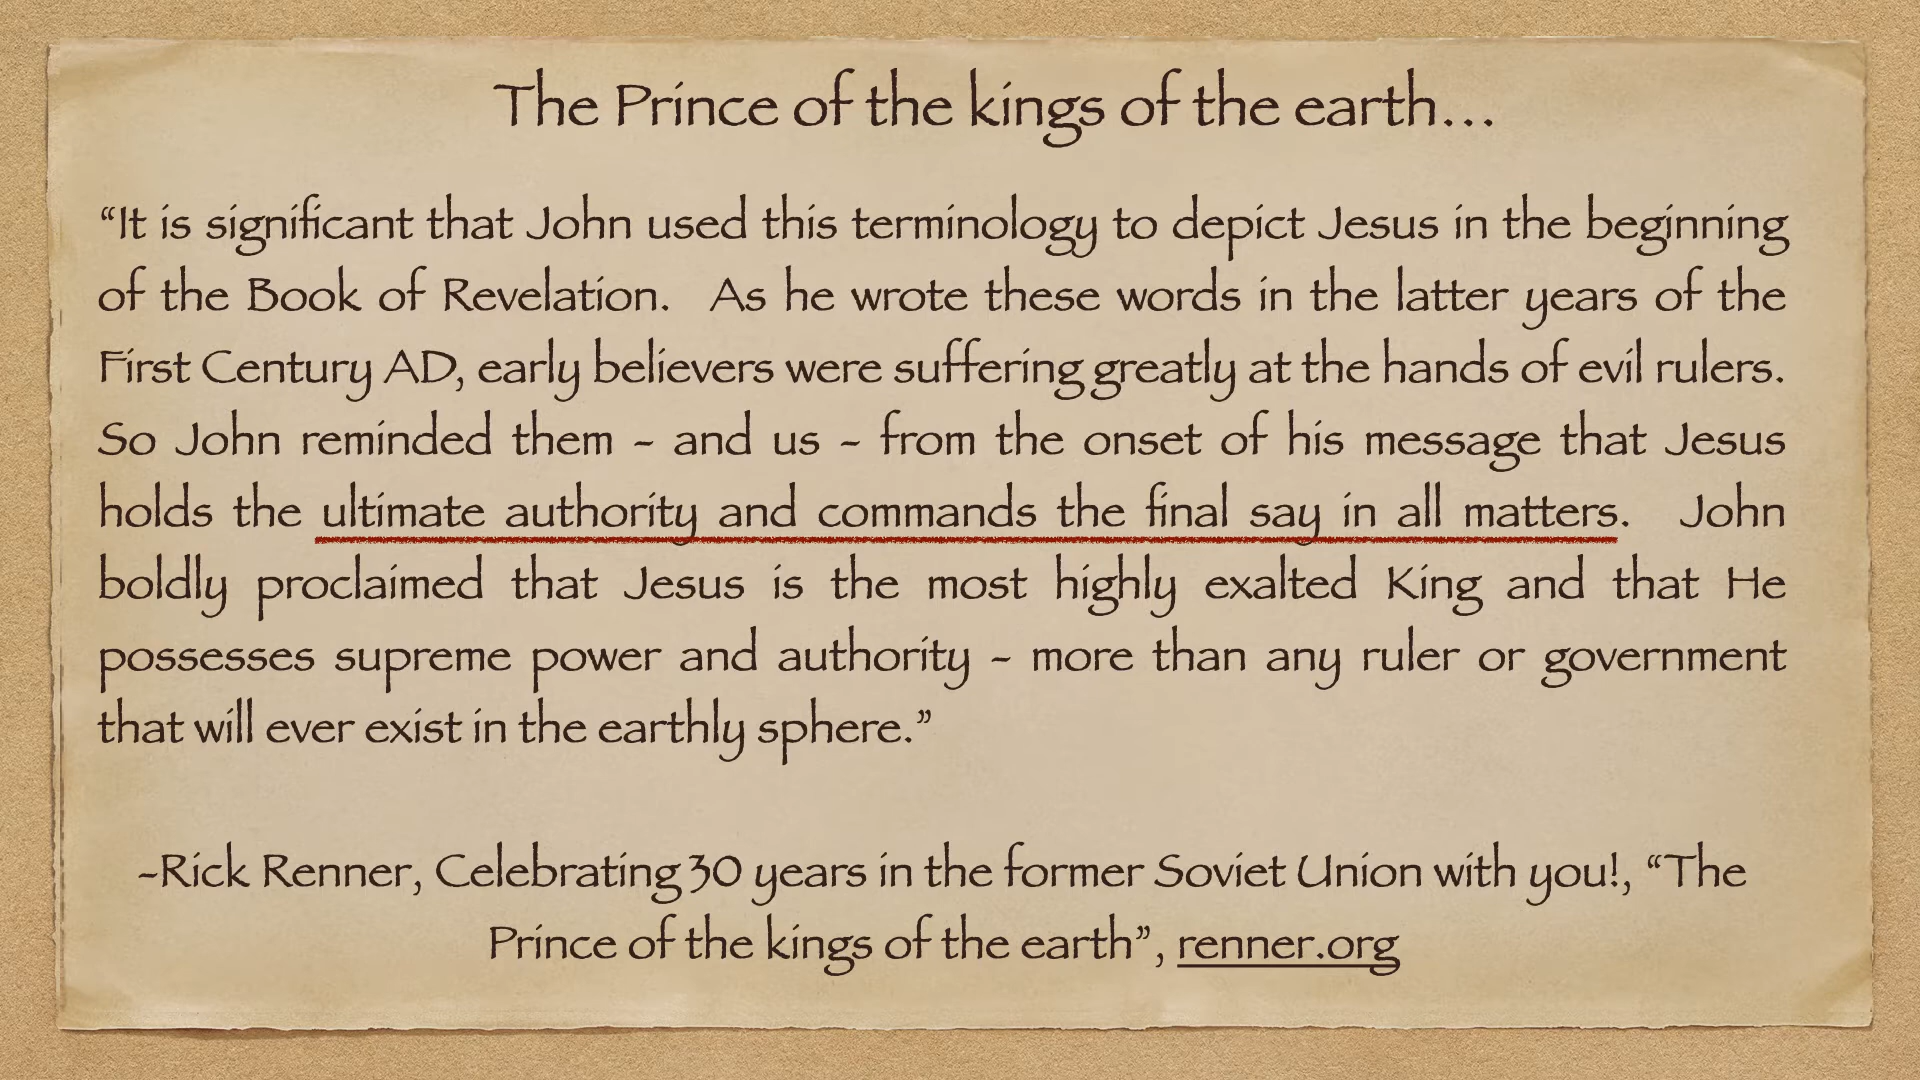 The Prince of the kings of the earth…
“It is significant that John used this terminology to depict Jesus in the beginning
of the Book of Revelation.  As he wrote these words in the latter years of the
First Century AD, early believers were suffering greatly at the hands of evil rulers.
So John reminded them - and us - from the onset of his message that Jesus
holds the ultimate authority and commands the final say in all matters.  John
boldly proclaimed that Jesus is the most highly exalted King and that He
possesses supreme power and authority - more than any ruler or government
that will ever exist in the earthly sphere.”
-Rick Renner, Celebrating 30 years in the former Soviet Union with you!, “The
Prince of the kings of the earth”, renner.org